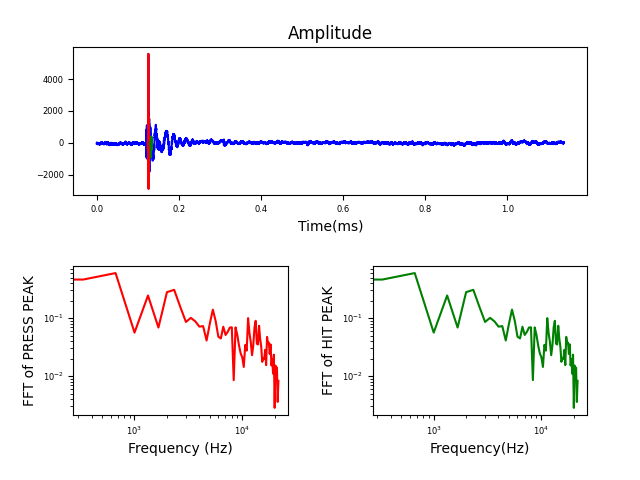 Amplitude
4000
2000
0
−2000
0.0 0.2 0.4 0.6 0.8 1.0
Time(ms)
FFT of PRESS PEAK
10⁻¹
10⁻²
10³ 10⁴
Frequency (Hz)
FFT of HIT PEAK
10⁻¹
10⁻²
10³ 10⁴
Frequency(Hz)